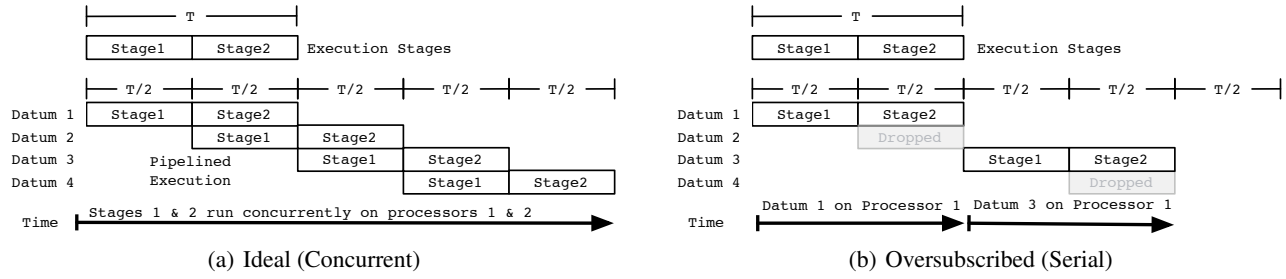 T
Stage1 Stage2 Execution Stages
T/2 T/2 T/2 T/2 T/2
Datum 1 Stage1 Stage2
Datum 2 Stage1 Stage2
Datum 3 Pipelined Stage1 Stage2
Datum 4 Execution Stage1 Stage2
Stages 1 & 2 run concurrently on processors 1 & 2
Time
(a) Ideal (Concurrent)
T
Stage1 Stage2 Execution Stages
T/2 T/2 T/2 T/2 T/2
Datum 1 Stage1 Stage2
Datum 2 Dropped
Datum 3 Stage1 Stage2
Datum 4 Dropped
Datum 1 on Processor 1 Datum 3 on Processor 1
Time
(b) Oversubscribed (Serial)